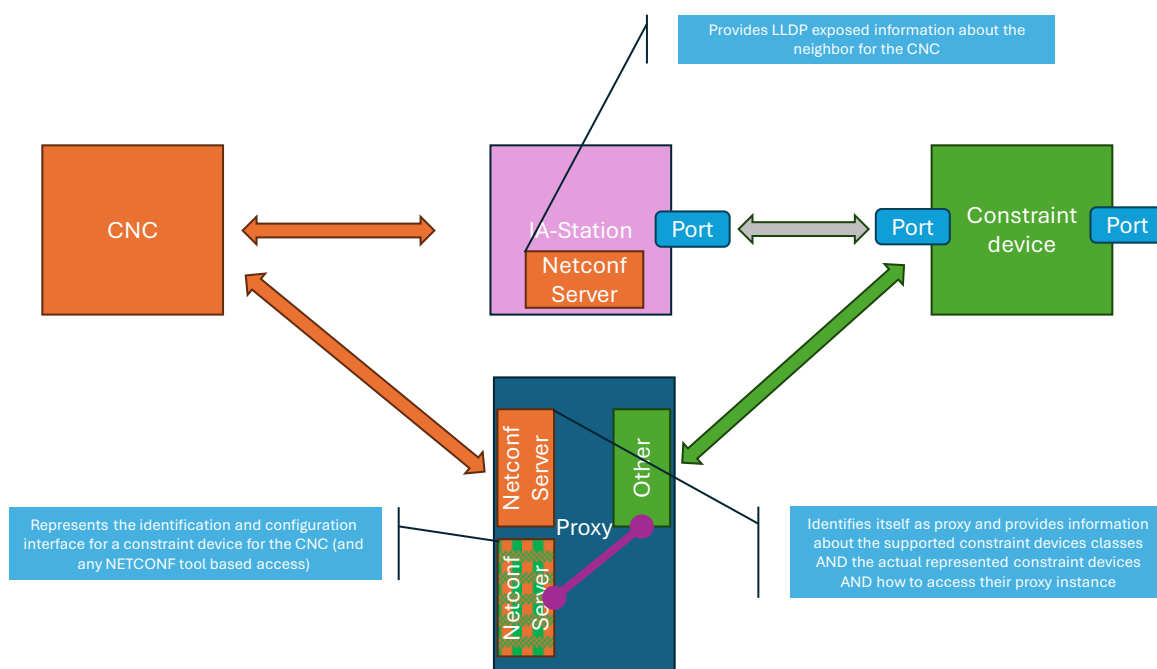 Provides LLDP exposed information about the
neighbor for the CNC
CNC
IA-Station
Port
Netconf
Server
Port
Constraint
device
Port
Netconf
Server
Other
Proxy
Netconf
Server
Represents the identification and configuration
interface for a constraint device for the CNC (and
any NETCONF tool based access)
Identifies itself as proxy and provides information
about the supported constraint devices classes
AND the actual represented constraint devices
AND how to access their proxy instance